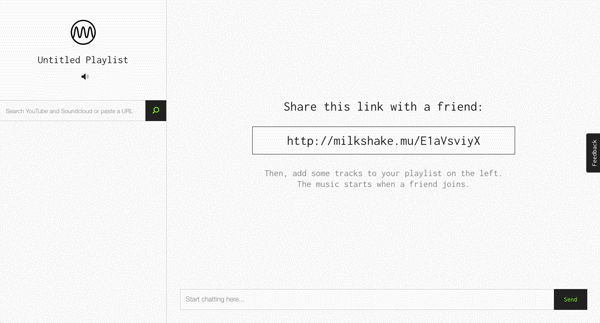 Untitled Playlist
Search YouTube and Soundcloud or paste a URL
Share this link with a friend:
http://milkshake.mu/E1aVsviyX
Then, add some tracks to your playlist on the left.
The music starts when a friend joins.
Feedback
Start chatting here...
Send